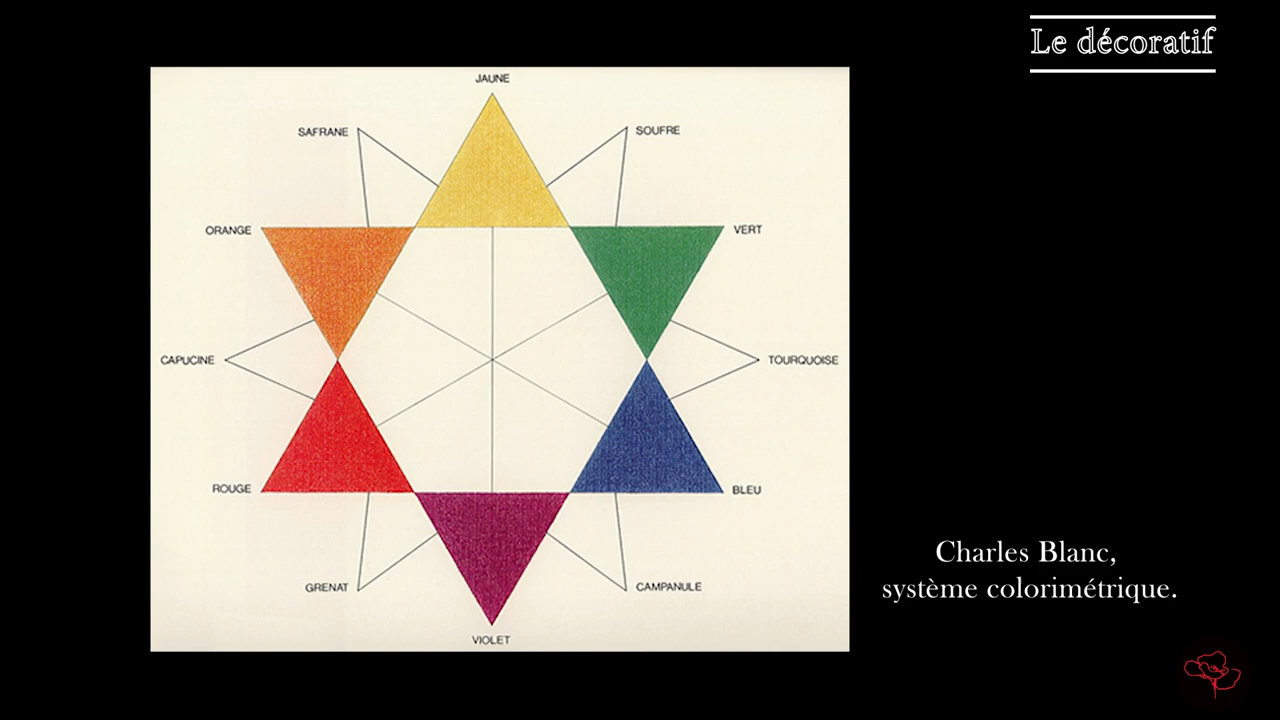 Le décoratif
JAUNE
SAFRANE
SOUFRE
ORANGE
VERT
CAPUCINE
TOURQUOISE
ROUGE
BLEU
GRENAT
CAMPANULE
VIOLET
Charles Blanc,
système colorimétrique.